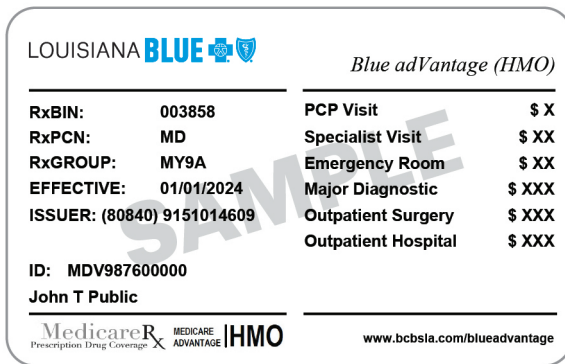 LOUISIANA BLUE
Blue adVantage (HMO)
RxBIN: 003858
RxPCN: MD
RxGROUP: MY9A
EFFECTIVE: 01/01/2024
ISSUER: (80840) 9151014609
ID: MDV987600000
John T Public
PCP Visit $ X
Specialist Visit $ XX
Emergency Room $ XX
Major Diagnostic $ XXX
Outpatient Surgery $ XXX
Outpatient Hospital $ XXX
SAMPLE
MedicareRx
Prescription Drug Coverage
MEDICARE
ADVANTAGE
HMO
www.bcbsla.com/blueadvantage